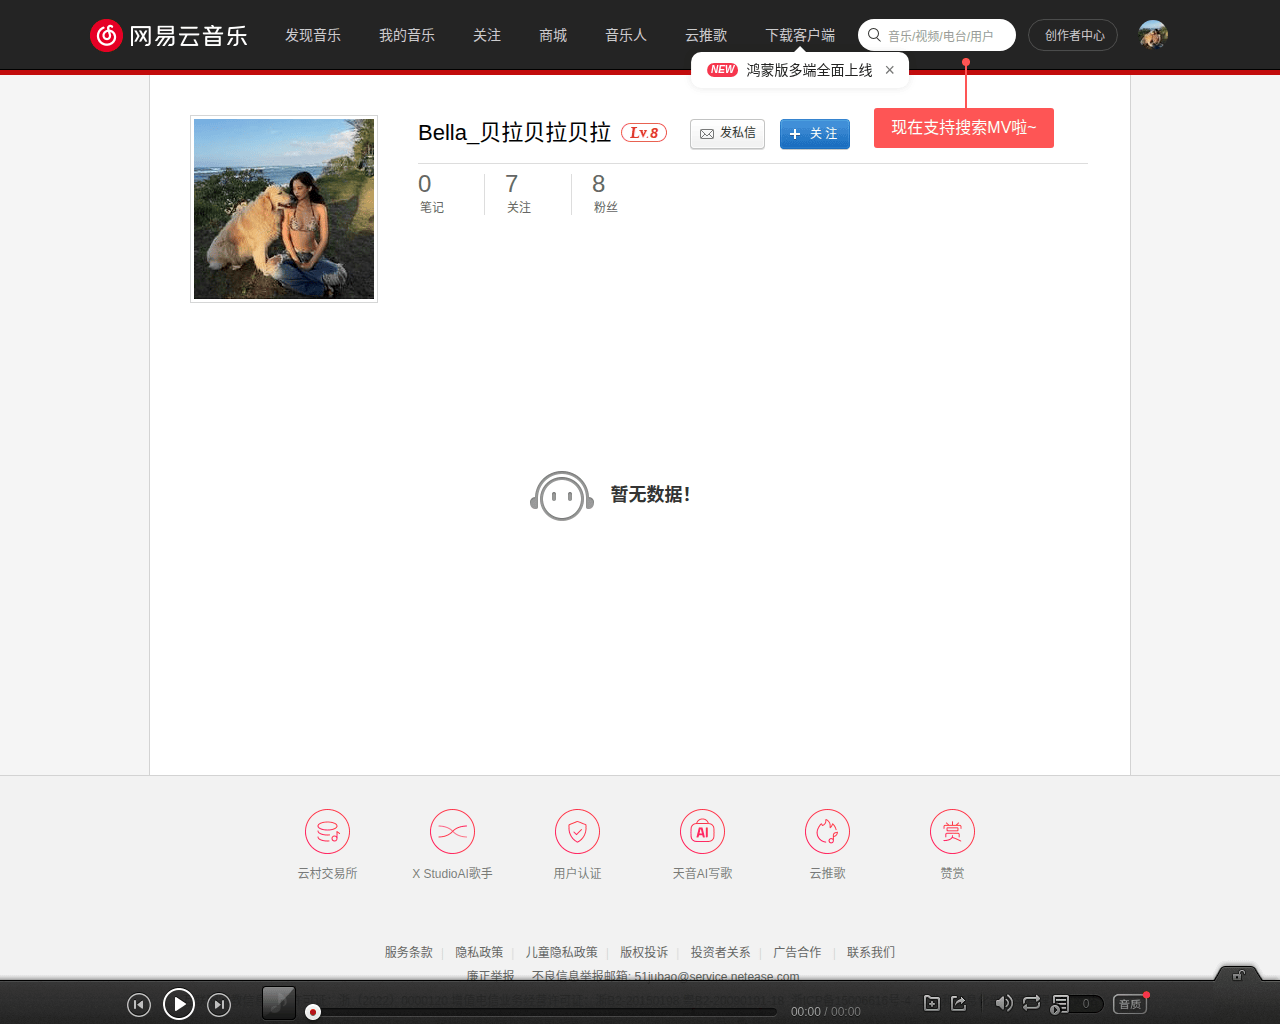 网易云音乐 发现音乐 我的音乐 关注 商城 音乐人 云推歌 下载客户端 音乐/视频/电台/用户 创作者中心
NEW 鸿蒙版多端全面上线 ×
现在支持搜索MV啦~
Bella_贝拉贝拉贝拉 Lv.8 发私信 关注
0 7 8
笔记 关注 粉丝
暂无数据!
云村交易所 X StudioAI歌手 用户认证 天音AI写歌 云推歌 赞赏
AI 赏
服务条款 隐私政策 儿童隐私政策 版权投诉 投资者关系 广告合作 联系我们
廉正举报 不良信息举报邮箱: 51jubao@service.netease.com
00:00 / 00:00 0 音质